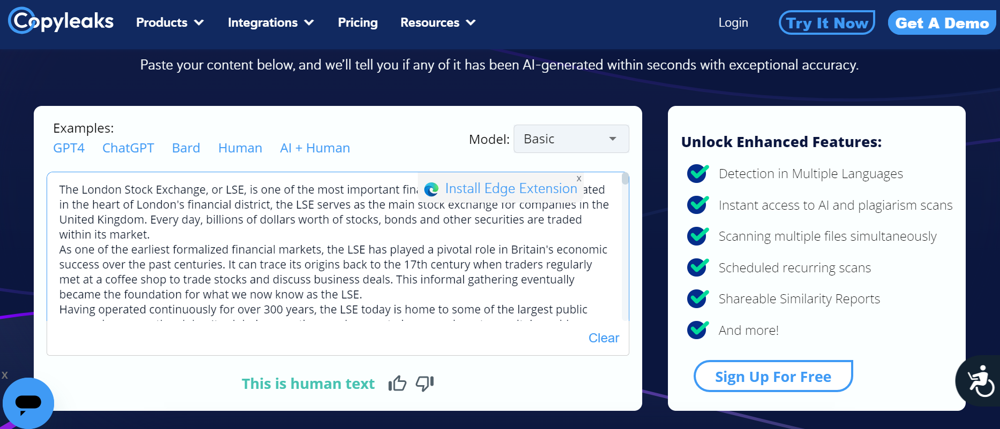 Copyleaks Products Integrations Pricing Resources Login Try It Now Get A Demo
Paste your content below, and we'll tell you if any of it has been AI-generated within seconds with exceptional accuracy.
Examples:
GPT4 ChatGPT Bard Human AI + Human
Model: Basic
x
Install Edge Extension
The London Stock Exchange, or LSE, is one of the most important
in the heart of London's financial district, the LSE serves as the main stock exchange for companies in the
United Kingdom. Every day, billions of dollars worth of stocks, bonds and other securities are traded
within its market.
As one of the earliest formalized financial markets, the LSE has played a pivotal role in Britain's economic
success over the past centuries. It can trace its origins back to the 17th century when traders regularly
met at a coffee shop to trade stocks and discuss business deals. This informal gathering eventually
became the foundation for what we now know as the LSE.
Having operated continuously for over 300 years, the LSE today is home to some of the largest public
Clear
This is human text
Unlock Enhanced Features:
Detection in Multiple Languages
Instant access to AI and plagiarism scans
Scanning multiple files simultaneously
Scheduled recurring scans
Shareable Similarity Reports
And more!
Sign Up For Free
x